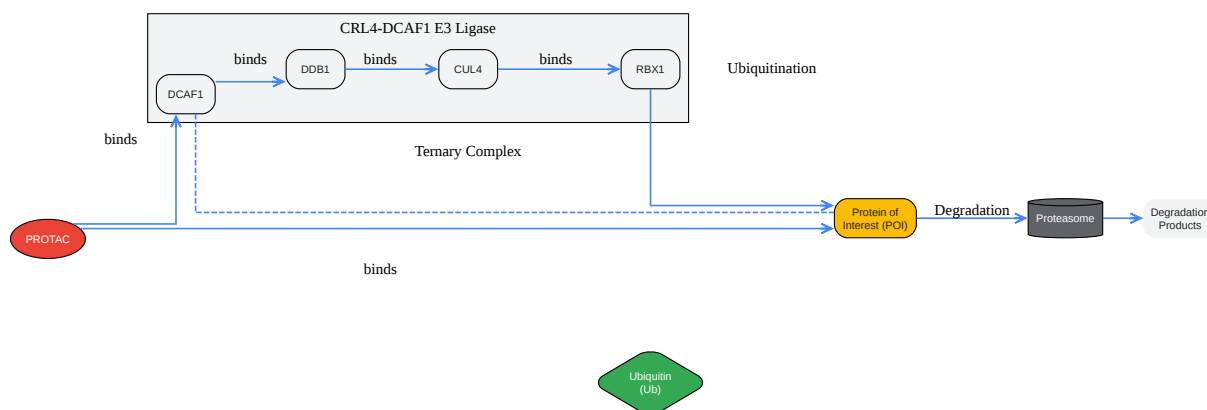 CRL4-DCAF1 E3 Ligase
binds
binds
binds
DDB1
CUL4
RBX1
Ubiquitination
DCAF1
binds
Ternary Complex
Protein of
Interest (POI)
Degradation
Proteasome
Degradation
Products
PROTAC
binds
Ubiquitin
(Ub)